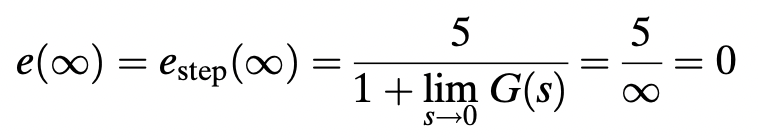 e(∞) = e_step(∞) = 5 / (1 + lim_{s→0} G(s)) = 5/∞ = 0